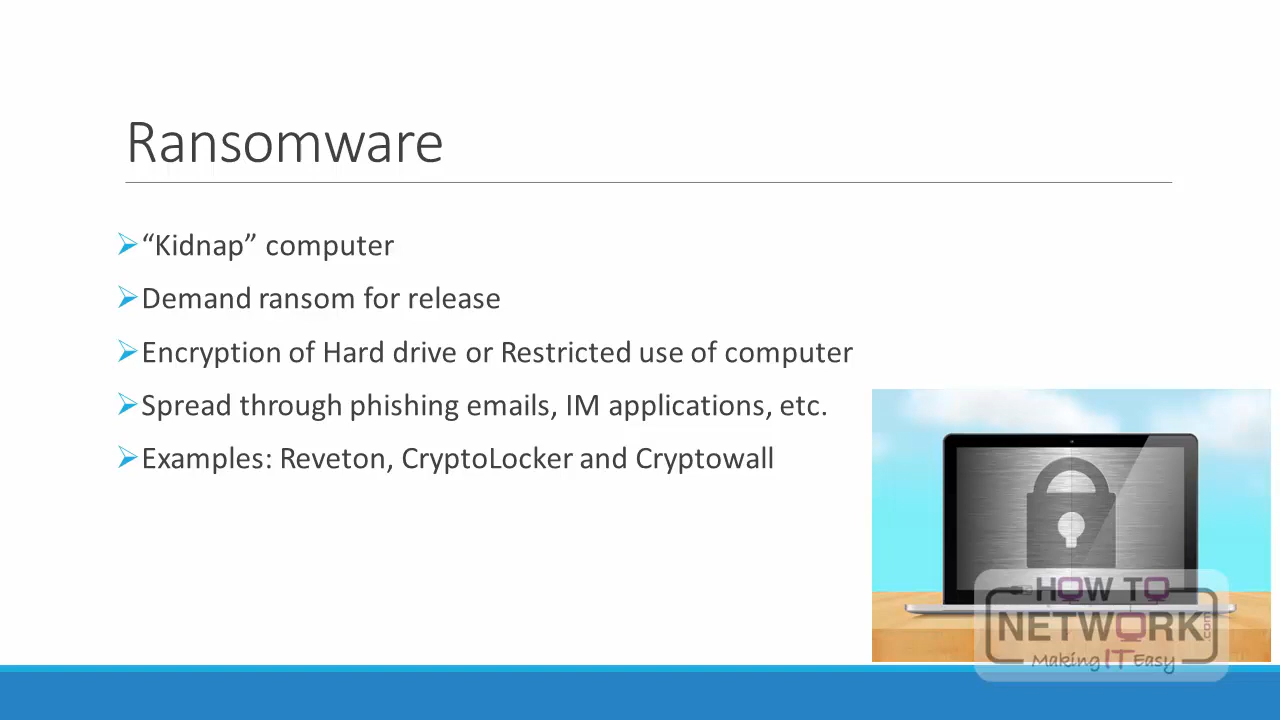 Ransomware
“Kidnap” computer
Demand ransom for release
Encryption of Hard drive or Restricted use of computer
Spread through phishing emails, IM applications, etc.
Examples: Reveton, CryptoLocker and Cryptowall
HOW TO
NETWORK.com
Making IT Easy